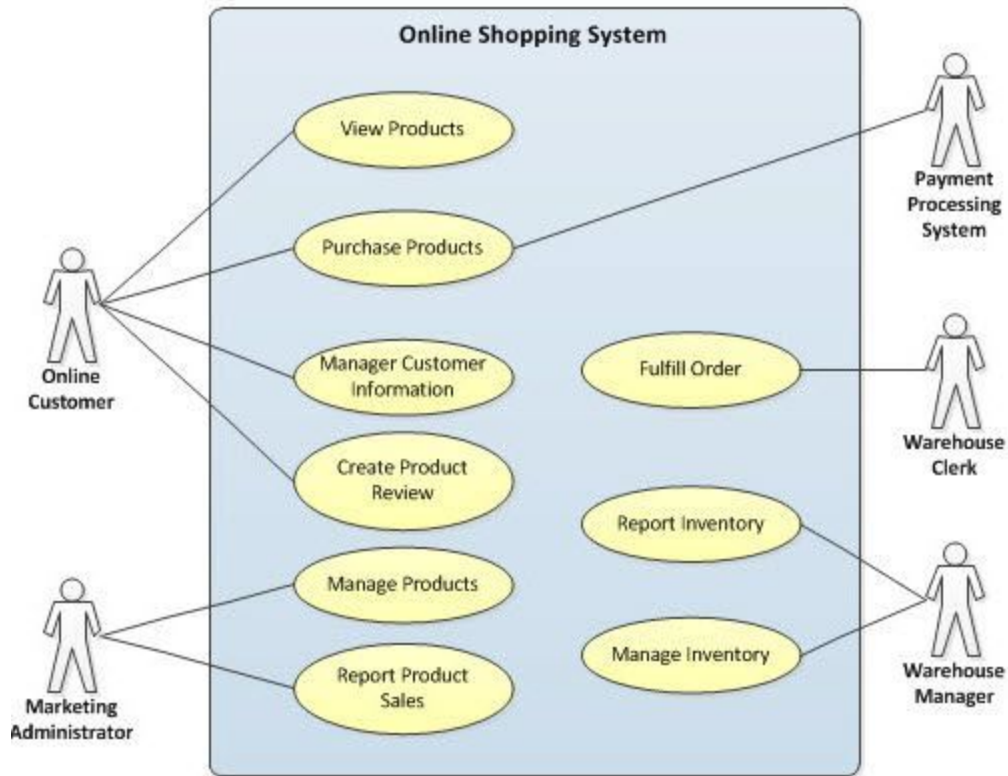 Online Shopping System
View Products
Purchase Products
Manager Customer
Information
Create Product
Review
Manage Products
Report Product
Sales
Fulfill Order
Report Inventory
Manage Inventory
Online
Customer
Marketing
Administrator
Payment
Processing
System
Warehouse
Clerk
Warehouse
Manager